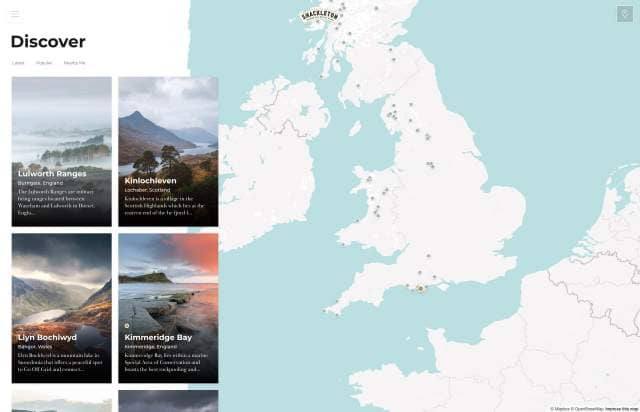 SHACKLETON
Discover
Latest Popular Nearby Me
Lulworth Ranges
Burngate, England
The Lulworth Ranges are military
firing ranges located between
Wareham and Lulworth in Dorset,
Engla...
Kinlochleven
Lochaber, Scotland
Kinlochleven is a village in the
Scottish Highlands which lies at the
eastern end of the
Llyn Bochlwyd
Bangor, Wales
Llyn Bochlwyd is a mountain lake in
Snowdonia that offers a peaceful spot
to Go Off Grid and connect...
Kimmeridge Bay
Kimmeridge, England
Kimmeridge Bay lies within a marine
Special Area of Conservation and
boasts the best rockpooling and...
© Mapbox © OpenStreetMap Improve this map